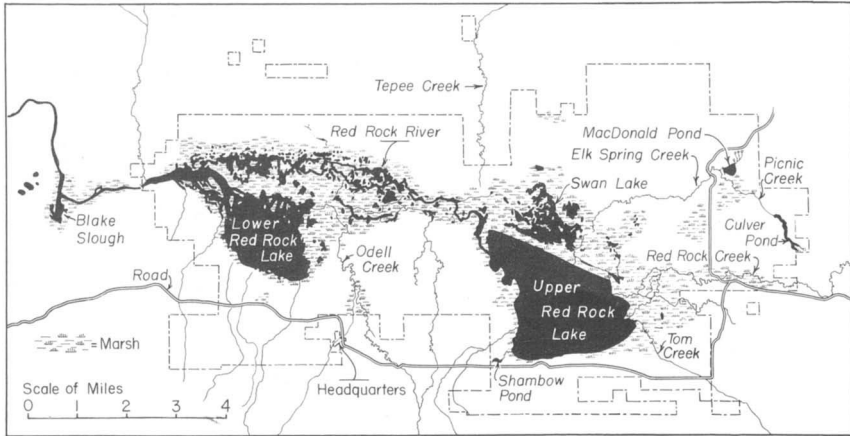 Tepee Creek
Red Rock River
MacDonald Pond
Elk Spring Creek
Picnic
Creek
Swan Lake
Blake
Slough
Lower
Red Rock
Lake
Culver
Pond
Odell
Creek
Red Rock
Creek
Road
Upper
Red Rock
Lake
= Marsh
Tom
Creek
Headquarters
Shambow
Pond
Scale of Miles
0 1 2 3 4